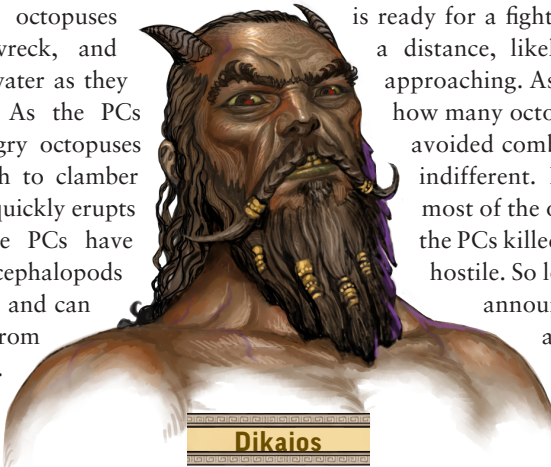 octopuses
wreck, and
water as they
As the PCs
gry octopuses
h to clamber
quickly erupts
e PCs have
cephalopods
and can
rom
is ready for a fight
a distance, likel
approaching. As
how many octo
avoided comb
indifferent.
most of the o
the PCs killed
hostile. So l
announ
a
Dikaios